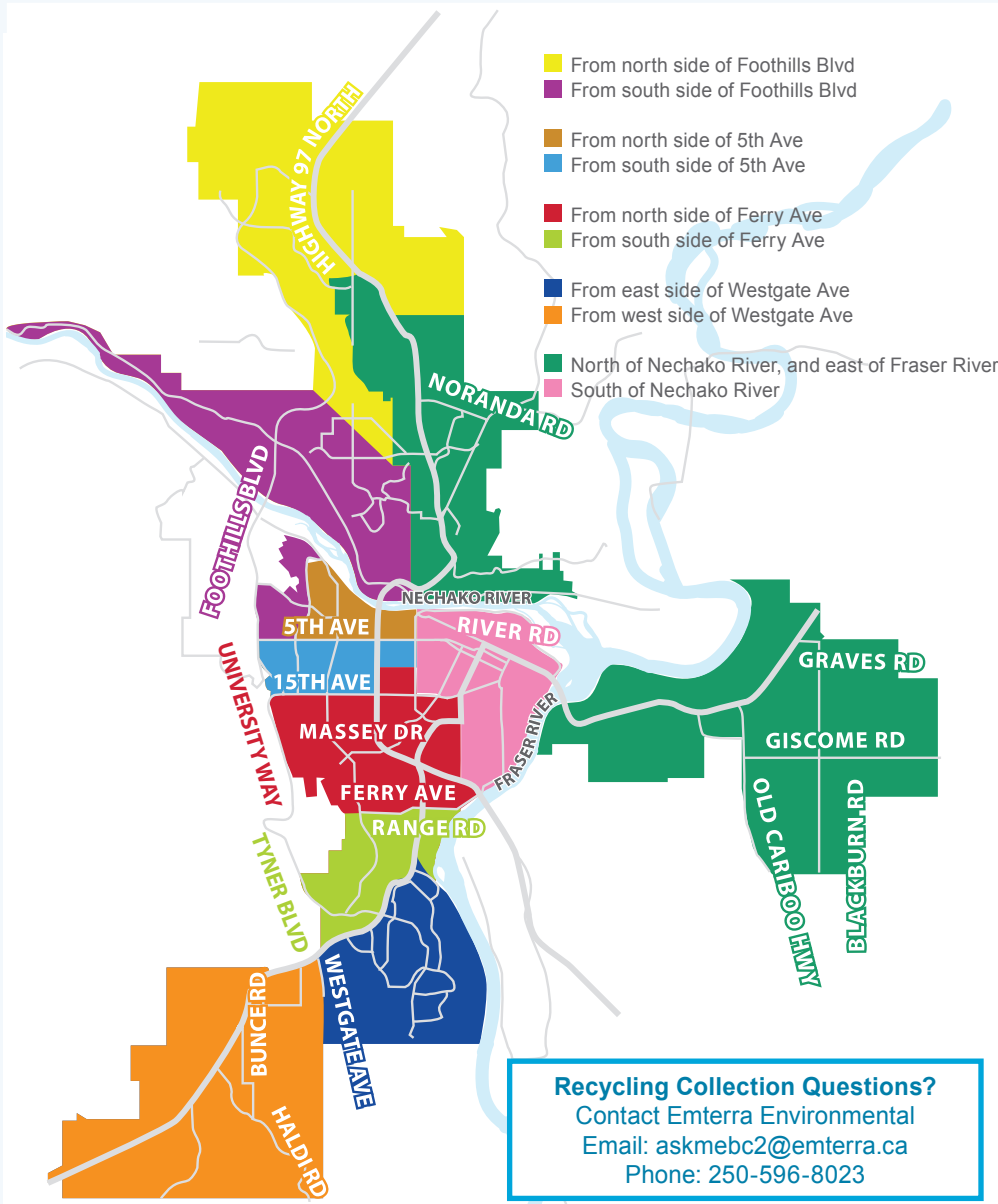 From north side of Foothills Blvd
From south side of Foothills Blvd
From north side of 5th Ave
From south side of 5th Ave
From north side of Ferry Ave
From south side of Ferry Ave
From east side of Westgate Ave
From west side of Westgate Ave
North of Nechako River, and east of Fraser River
South of Nechako River
HIGHWAY 97 NORTH
NORANDA RD
FOOTHILLS BLVD
NECHAKO RIVER
5TH AVE
RIVER RD
15TH AVE
GRAVES RD
UNIVERSITY WAY
MASSEY DR
FRASER RIVER
GISCOME RD
FERRY AVE
RANGE RD
OLD CARIBOO HWY
BLACKBURN RD
TYNER BLVD
WESTGATE AVE
BUNCE RD
HALDI RD
Recycling Collection Questions?
Contact Emterra Environmental
Email: askmebc2@emterra.ca
Phone: 250-596-8023